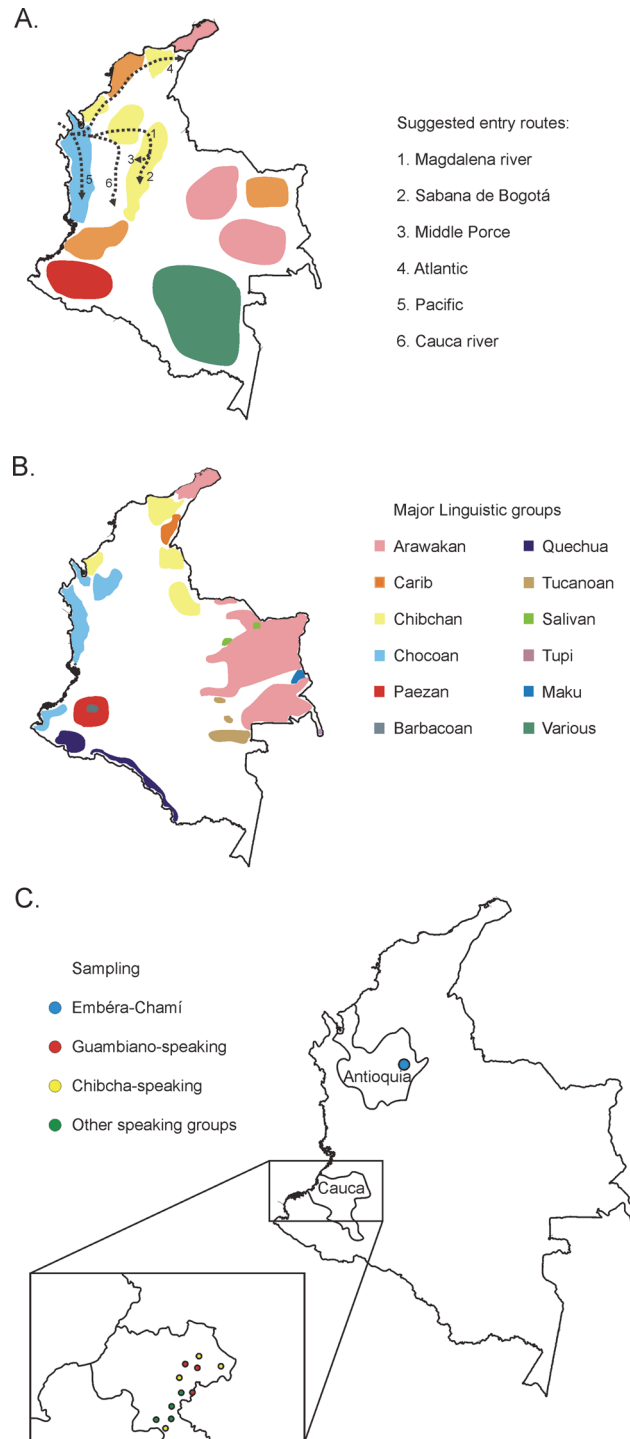 A.
Suggested entry routes:
1. Magdalena river
2. Sabana de Bogotá
3. Middle Porce
4. Atlantic
5. Pacific
6. Cauca river
4
1
3
2
5
6
B.
Major Linguistic groups
Arawakan
Carib
Chibchan
Chocoan
Paezan
Barbacoan
Quechua
Tucanoan
Salivan
Tupi
Maku
Various
C.
Sampling
Embéra-Chamí
Guambiano-speaking
Chibcha-speaking
Other speaking groups
Antioquia
Cauca